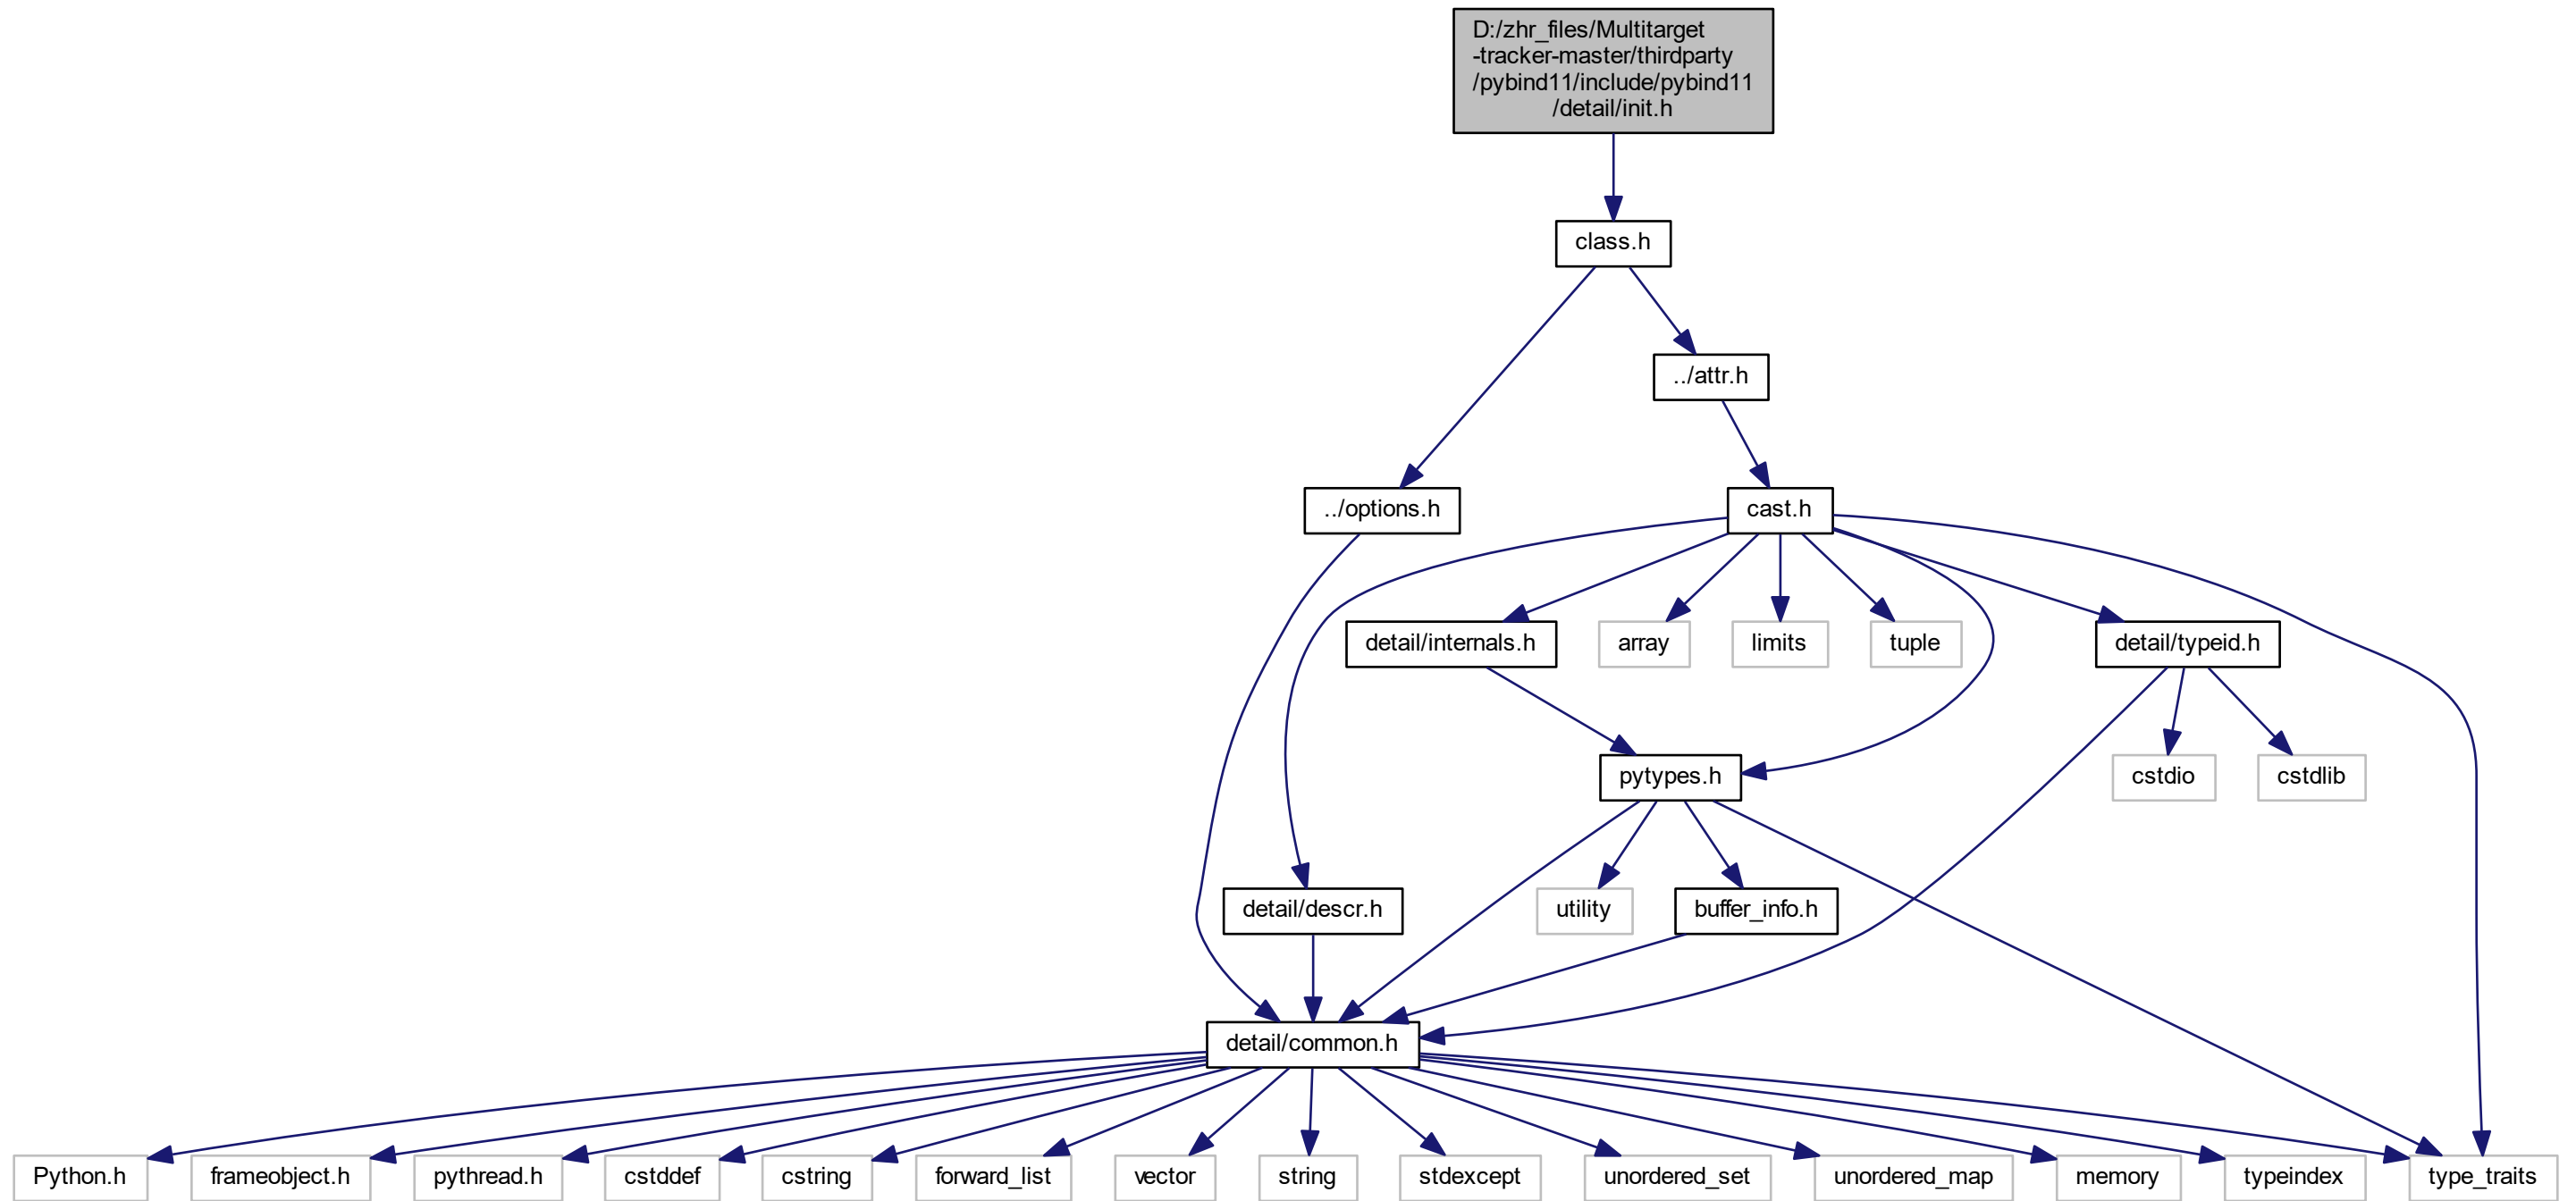 D:/zhr_files/Multitarget
-tracker-master/thirdparty
/pybind11/include/pybind11
/detail/init.h
class.h
../attr.h
../options.h
cast.h
detail/internals.h
array
limits
tuple
detail/typeid.h
pytypes.h
cstdio
cstdlib
detail/descr.h
utility
buffer_info.h
detail/common.h
Python.h
frameobject.h
pythread.h
cstddef
cstring
forward_list
vector
string
stdexcept
unordered_set
unordered_map
memory
typeindex
type_traits